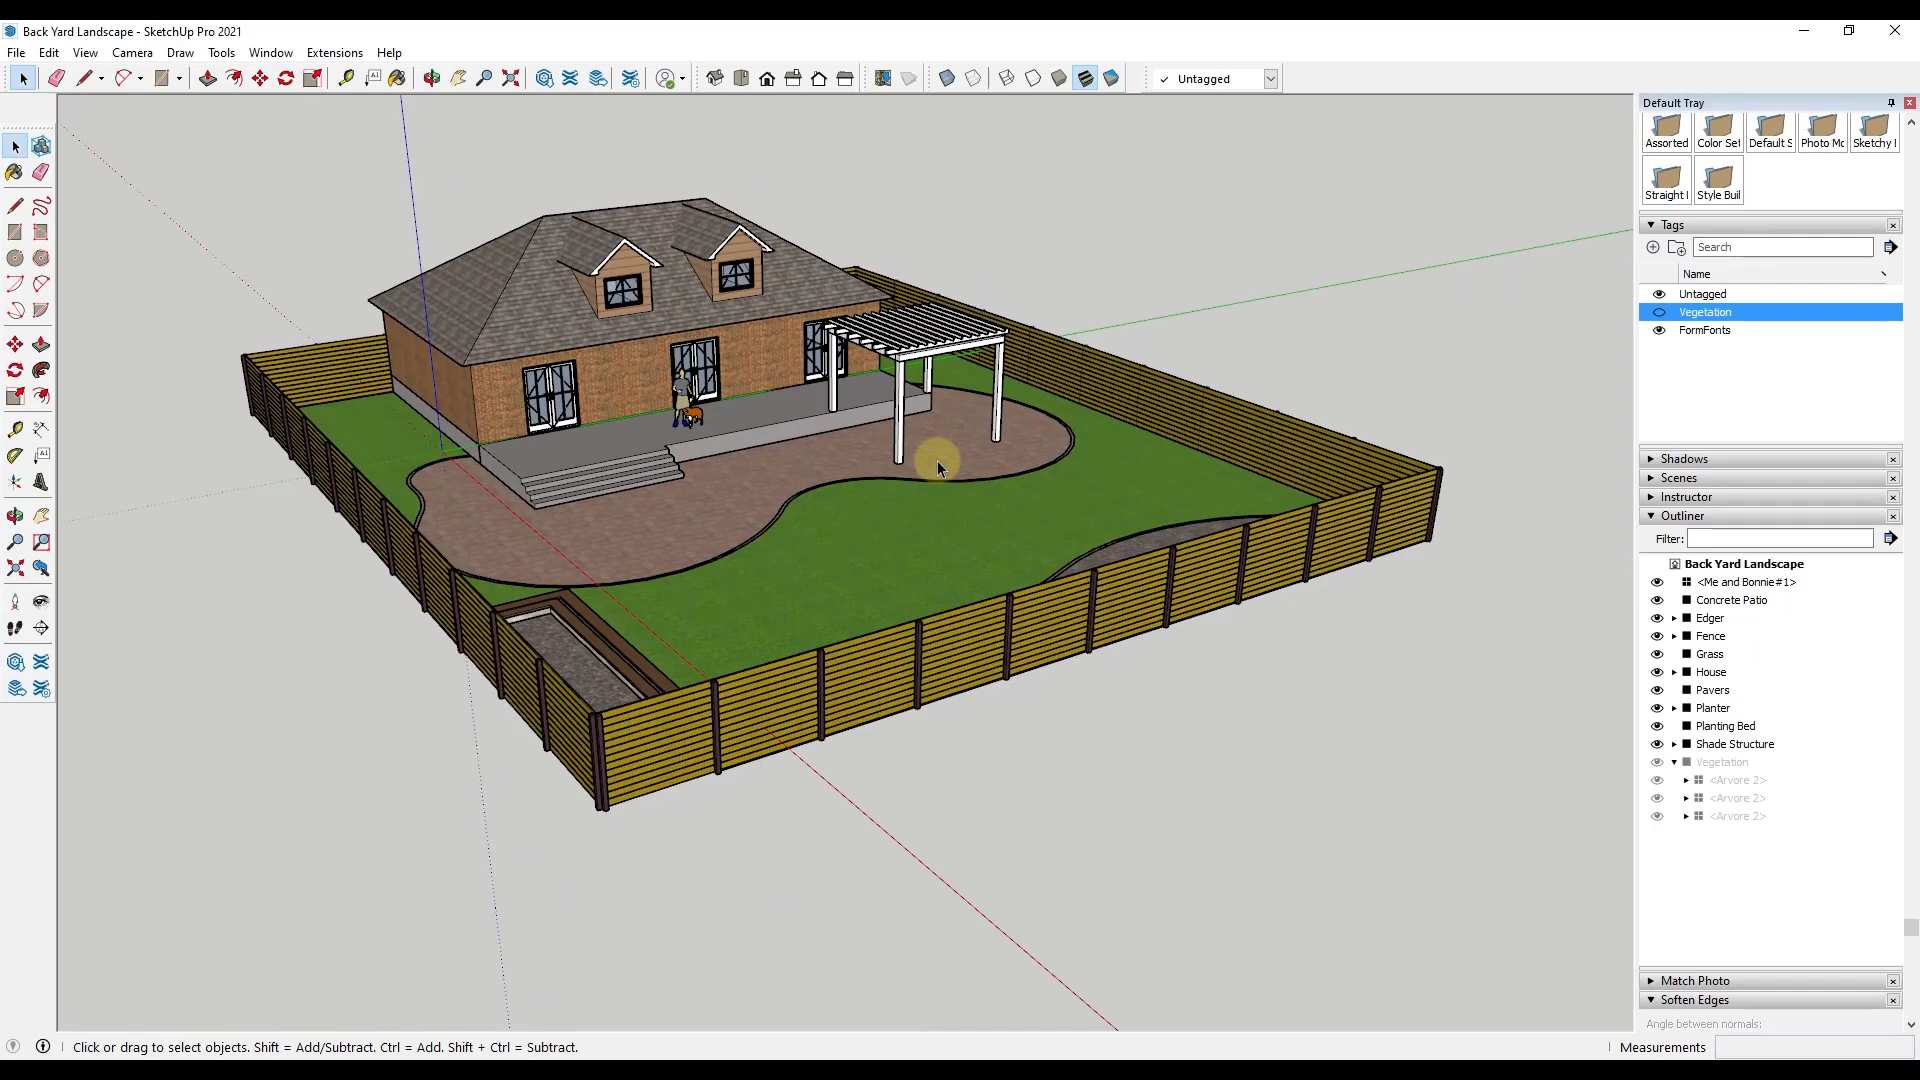 Back Yard Landscape - SketchUp Pro 2021
File Edit View Camera Draw Tools Window Extensions Help
Untagged
Default Tray
Assorted Color Set Default S Photo Mo Sketchy I
Straight I Style Buil
Tags
Search
Name
Untagged
Vegetation
FormFonts
Shadows
Scenes
Instructor
Outliner
Filter:
Back Yard Landscape
<Me and Bonnie#1>
Concrete Patio
Edger
Fence
Grass
House
Pavers
Planter
Planting Bed
Shade Structure
Vegetation
<Arvore 2>
<Arvore 2>
<Arvore 2>
Match Photo
Soften Edges
Angle between normals:
Click or drag to select objects. Shift = Add/Subtract. Ctrl = Add. Shift + Ctrl = Subtract.
Measurements